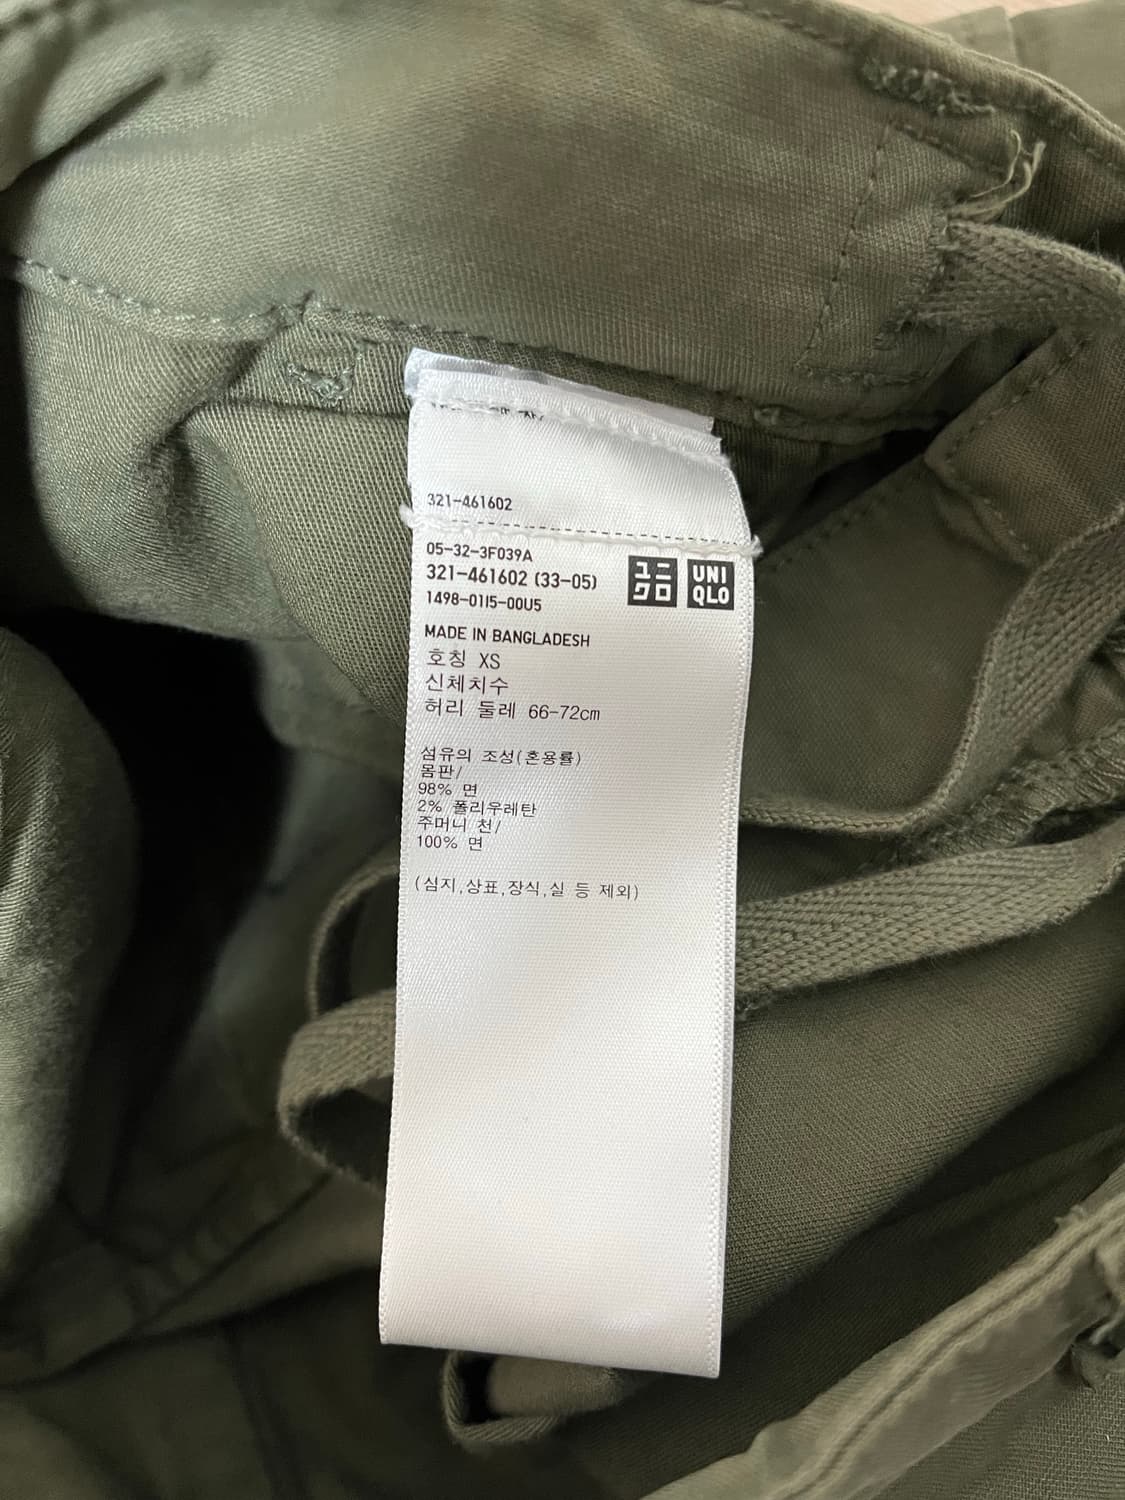 321-461602
05-32-3F039A
321-461602 (33-05)
1498-0115-00U5
ユニ
クロ
UNI
QLO
MADE IN BANGLADESH
호칭 XS
신체치수
허리 둘레 66-72cm
섬유의 조성(혼용률)
몸판/
98% 면
2% 폴리우레탄
주머니 천/
100% 면
(심지,상표,장식,실 등 제외)